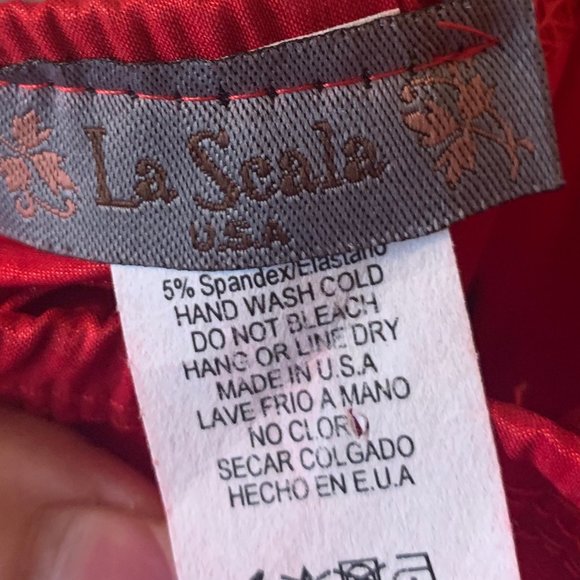 La Scala
U.S.A
5% Spandex/Elastano
HAND WASH COLD
DO NOT BLEACH
HANG OR LINE DRY
MADE IN U.S.A
LAVE FRIO A MANO
NO CLORO
SECAR COLGADO
HECHO EN E.U.A